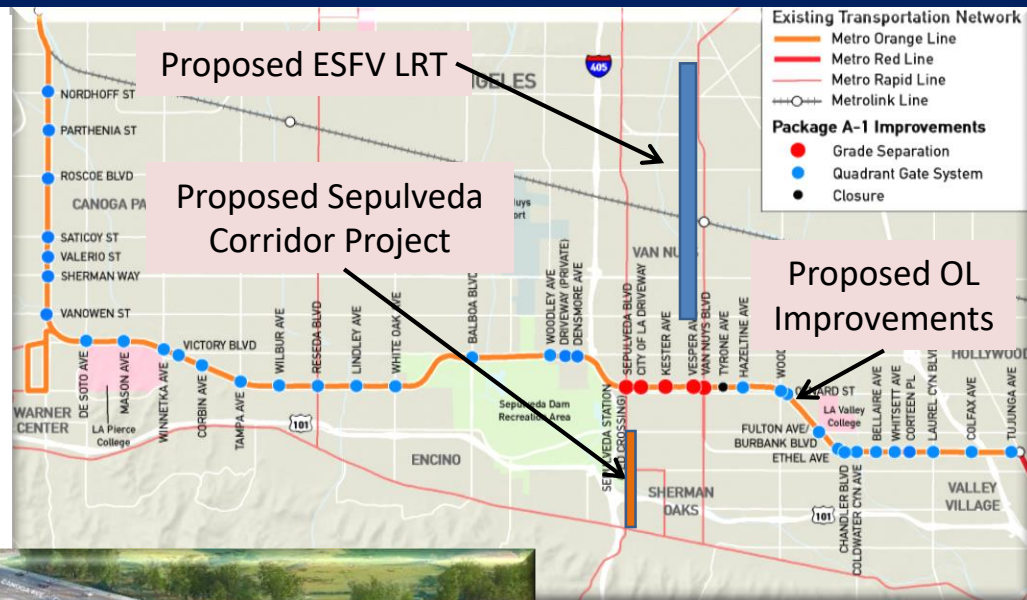 Existing Transportation Network
Metro Orange Line
Metro Red Line
Metro Rapid Line
Metrolink Line
Package A-1 Improvements
Grade Separation
Quadrant Gate System
Closure
Proposed ESFV LRT
405
NORDHOFF ST
PARTHENIA ST
ROSCOE BLVD
CANOGA PA
SATICOY ST
VALERIO ST
SHERMAN WAY
VANOWEN ST
Proposed Sepulveda
Corridor Project
VAN NUYS
Proposed OL
Improvements
DE SOTO AVE
MASON AVE
WINNETKA AVE
VICTORY BLVD
CORBIN AVE
TAMPA AVE
WILBUR AVE
RESEDA BLVD
LINDLEY AVE
WHITE OAK AVE
BALBOA BLVD
WOODLEY AVE
DRIVEWAY (PRIVATE)
DENSMORE AVE
SEPULVEDA BLVD
CITY OF LA DRIVEWAY
KESTER AVE
VESPER AV
VAN NUYS BLVD
TYRONE AVE
HAZELTINE AVE
WOO
HOLLYWOOD
WARNER
CENTER
LA Pierce
College
101
ENCINO
Sepulveda Dam
Recreation Area
SEPULVEDA STATION
CROSSING)
SHERMAN
OAKS
LA Valley
College
FULTON AVE/
BURBANK BLVD
ETHEL AVE
101
CHANDLER BLVD
COLDWATER CYN AVE
BELLAIRE AVE
WHITSETT AVE
CORTEEN PL
LAUREL CYN BLV
COLFAX AVE
TUJUNGA AVE
VALLEY
VILLAGE
CANOGA AVE